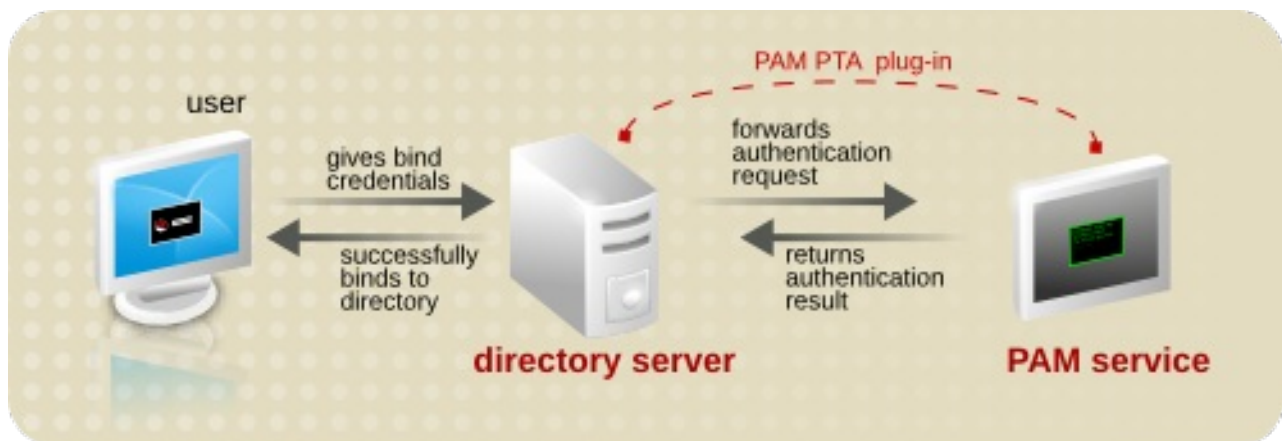 PAM PTA plug-in
user
gives bind
credentials
forwards
authentication
request
successfully
binds to
directory
returns
authentication
result
directory server
PAM service